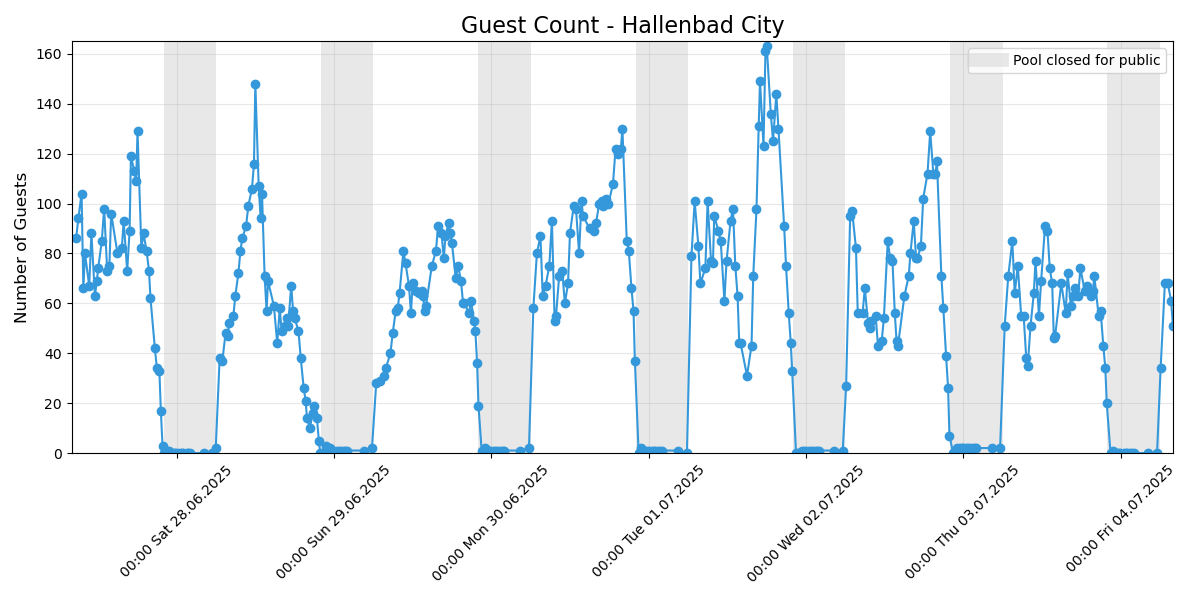 Guest Count - Hallenbad City
Pool closed for public
Number of Guests
160
140
120
100
80
60
40
20
0
00:00 Sat 28.06.2025
00:00 Sun 29.06.2025
00:00 Mon 30.06.2025
00:00 Tue 01.07.2025
00:00 Wed 02.07.2025
00:00 Thu 03.07.2025
00:00 Fri 04.07.2025